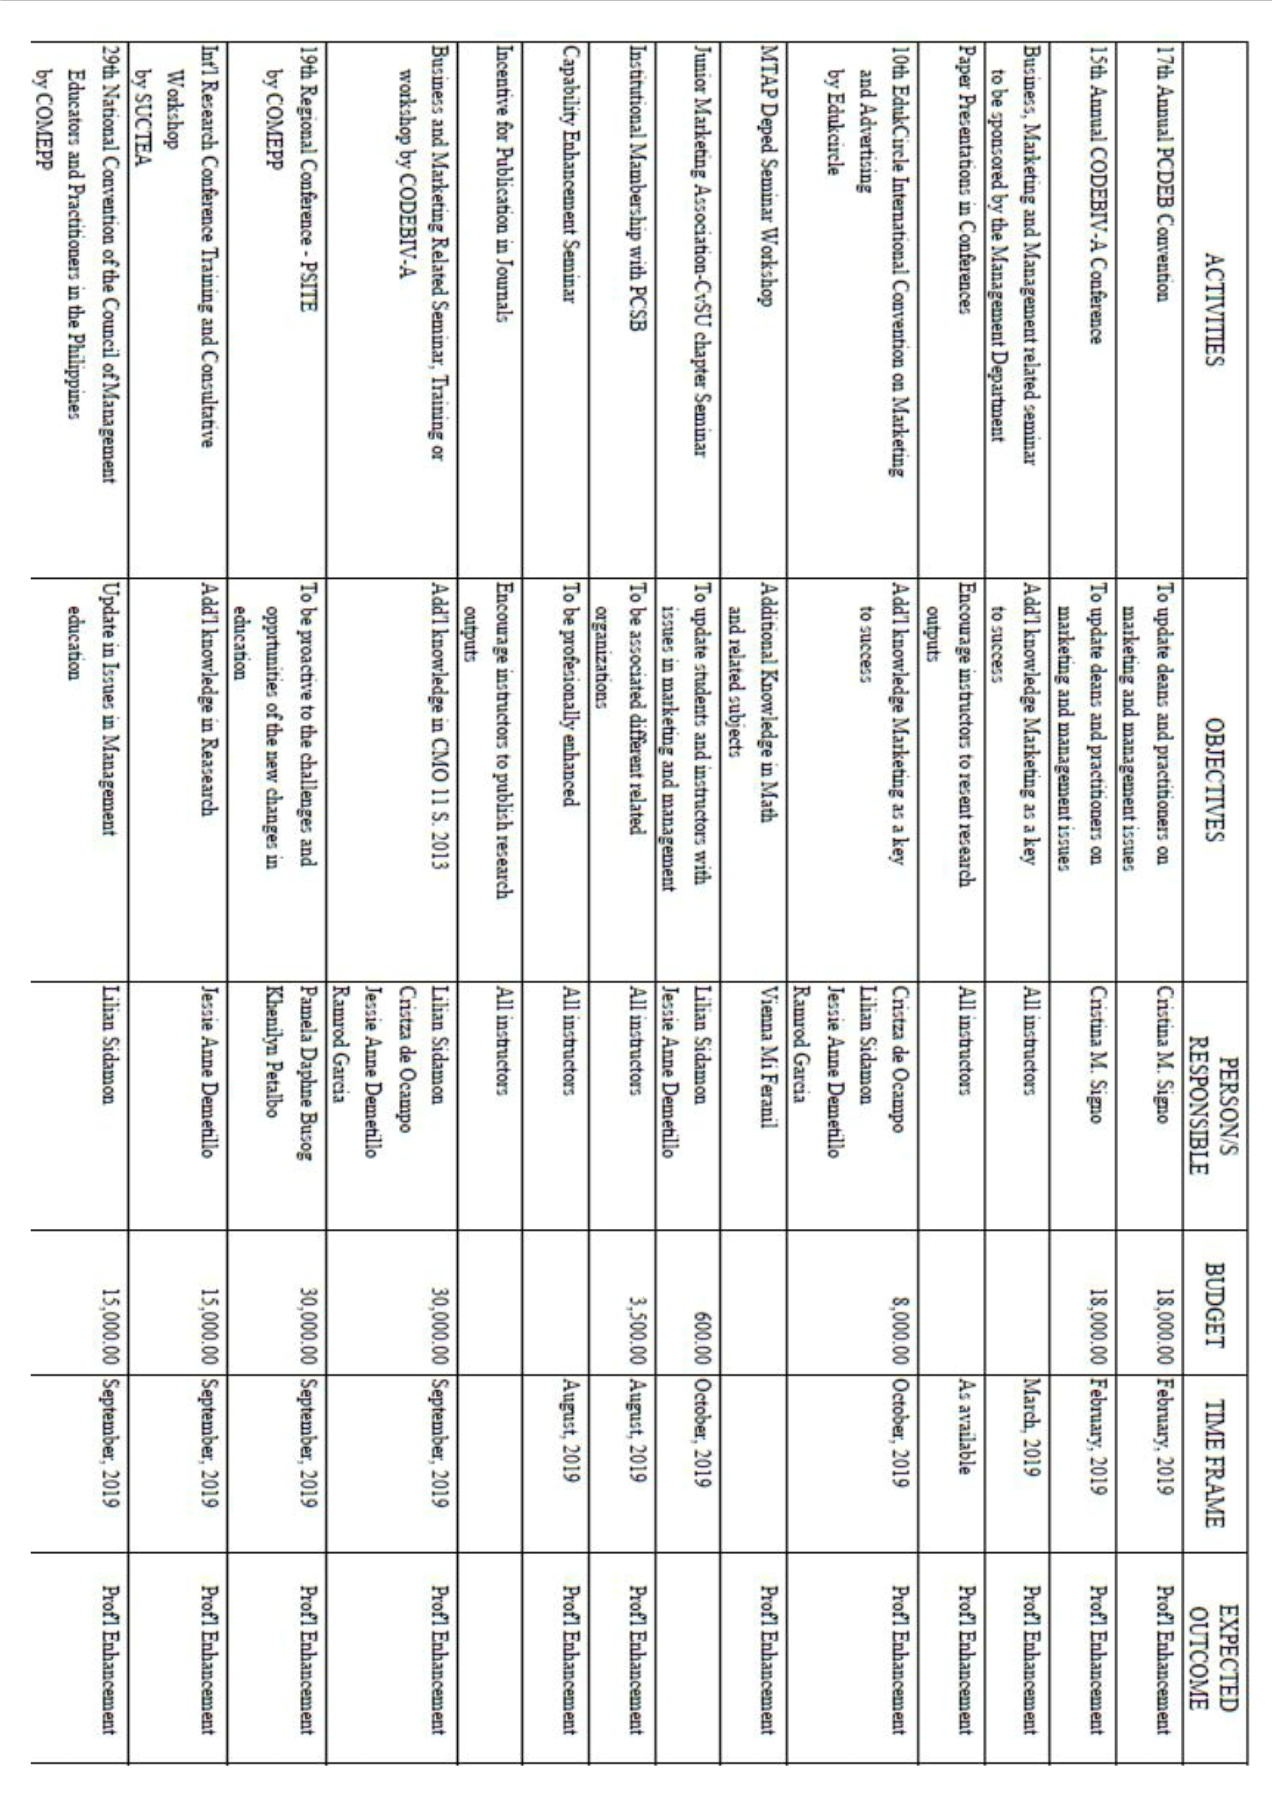 ACTIVITIES OBJECTIVES PERSON/S RESPONSIBLE BUDGET TIME FRAME EXPECTED OUTCOME
17th Annual PCDEB Convention To update deans and practitioners on Cristina M. Signo 18,000.00 February, 2019 Prof'l Enhancement
marketing and management issues
15th Annual CODEBIV-A Conference To update deans and practitioners on Cristina M. Signo 18,000.00 February, 2019 Prof'l Enhancement
marketing and management issues
Business, Marketing and Management related seminar Add'l knowledge Marketing as a key All instructors March, 2019 Prof'l Enhancement
to be sponsored by the Management Department to success
Paper Presentations in Conferences Encourage instructors to resent research All instructors As available Prof'l Enhancement
outputs
10th EdukCircle International Convention on Marketing Add'l knowledge Marketing as a key Cristza de Ocampo 8,000.00 October, 2019 Prof'l Enhancement
and Advertising to success Lilian Sidamon
by Edukcircle Jessie Anne Demetillo
Ramrod Garcia
MTAP Deped Seminar Workshop Additional Knowledge in Math Vienna Mi Feranil Prof'l Enhancement
and related subjects
Junior Marketing Association-CvSU chapter Seminar To update students and instructors with Lilian Sidamon 600.00 October, 2019
issues in marketing and management Jessie Anne Demetillo
Institutional Mambership with PCSB To be associated different related All instructors 3,500.00 August, 2019 Prof'l Enhancement
organizations
Capability Enhancement Seminar To be profesionally enhanced All instructors August, 2019 Prof'l Enhancement
Incentive for Publication in Journals Encourage instructors to publish research All instructors
outputs
Business and Marketing Related Seminar, Training or Add'l knowledge in CMO 11 S. 2013 Lilian Sidamon 30,000.00 September, 2019 Prof'l Enhancement
workshop by CODEBIV-A Cristza de Ocampo
Jessie Anne Demetillo
Ramrod Garcia
19th Regional Conference - PSITE To be proactive to the challenges and Pamela Daphne Busog 30,000.00 September, 2019 Prof'l Enhancement
by COMEPP opprtunities of the new changes in Khenilyn Petalbo
education
Int'l Research Conference Training and Consultative Add'l knowledge in Reasearch Jessie Anne Demetillo 15,000.00 September, 2019 Prof'l Enhancement
Workshop
by SUCTEA
29th National Convention of the Council of Management Update in Issues in Management Lilian Sidamon 15,000.00 September, 2019 Prof'l Enhancement
Educators and Practitioners in the Philippines education
by COMEPP